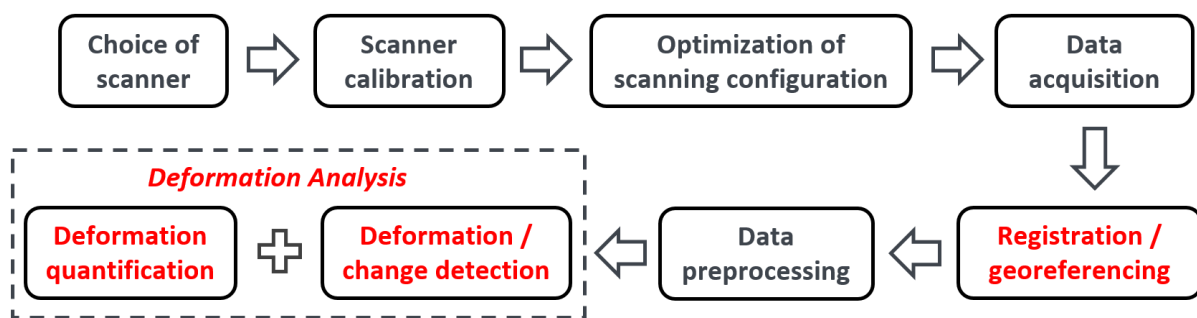 Choice of
scanner
Scanner
calibration
Optimization of
scanning configuration
Data
acquisition
Registration /
georeferencing
Data
preprocessing
Deformation Analysis
Deformation /
change detection
Deformation
quantification